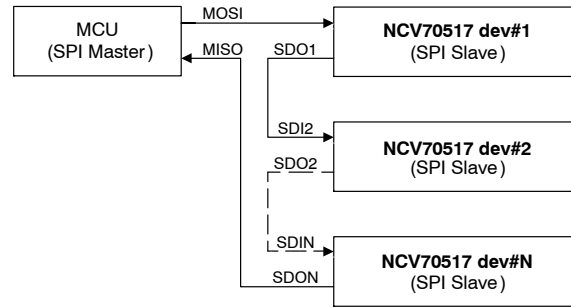 MCU
(SPI Master)
MOSI
MISO
NCV70517 dev#1
(SPI Slave)
SDO1
SDI2
NCV70517 dev#2
(SPI Slave)
SDO2
SDIN
NCV70517 dev#N
(SPI Slave)
SDON